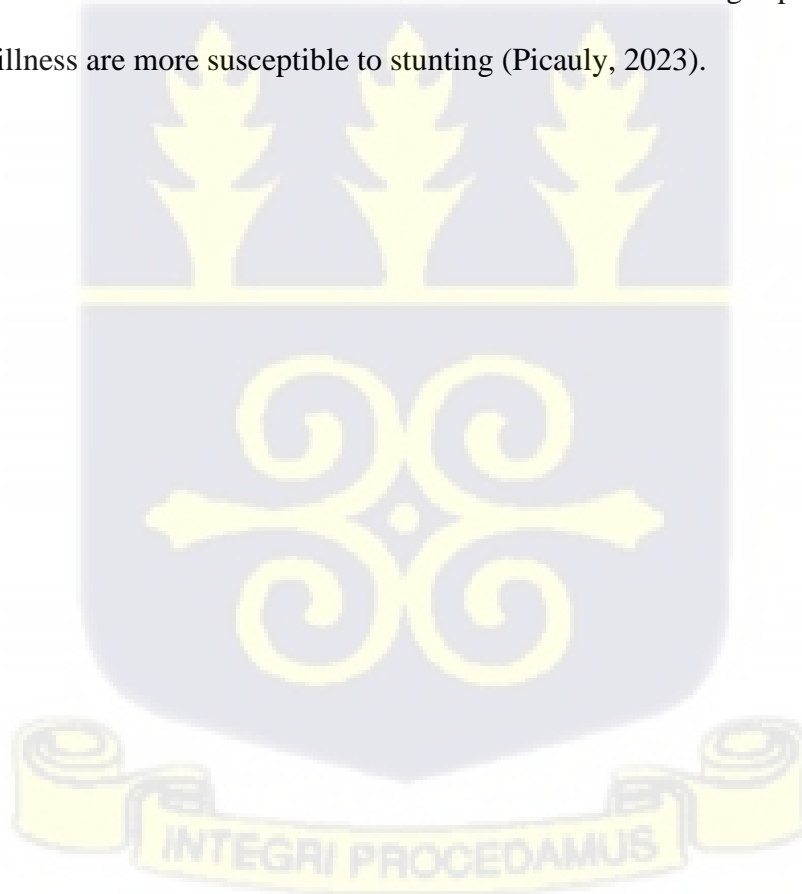 illness are more susceptible to stunting (Picauly, 2023).
INTEGRI PROCEDAMUS